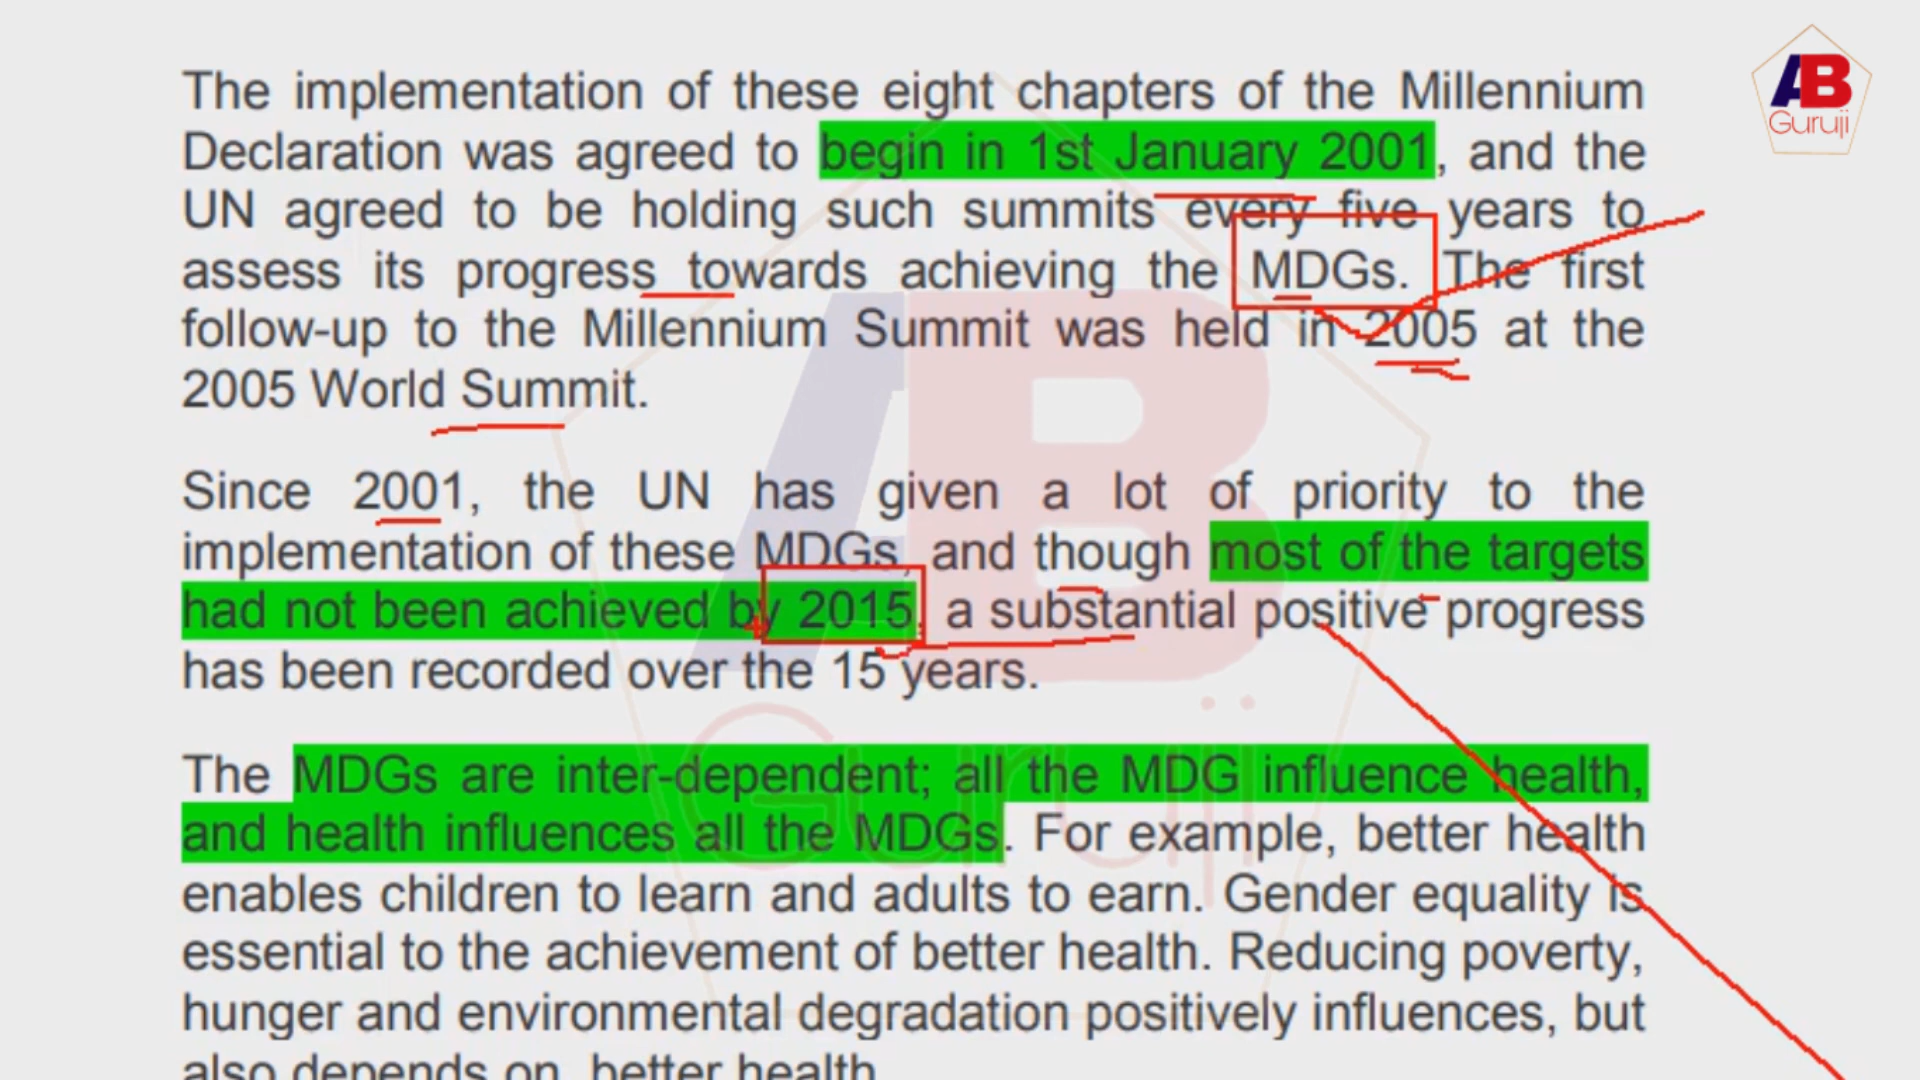 AB
Guruji
The implementation of these eight chapters of the Millennium
Declaration was agreed to begin in 1st January 2001, and the
UN agreed to be holding such summits every five years to
assess its progress towards achieving the MDGs. The first
follow-up to the Millennium Summit was held in 2005 at the
2005 World Summit.
Since 2001, the UN has given a lot of priority to the
implementation of these MDGs, and though most of the targets
had not been achieved by 2015, a substantial positive progress
has been recorded over the 15 years.
The MDGs are inter-dependent; all the MDG influence health,
and health influences all the MDGs. For example, better health
enables children to learn and adults to earn. Gender equality is
essential to the achievement of better health. Reducing poverty,
hunger and environmental degradation positively influences, but
also depends on, better health
AB
Guruji